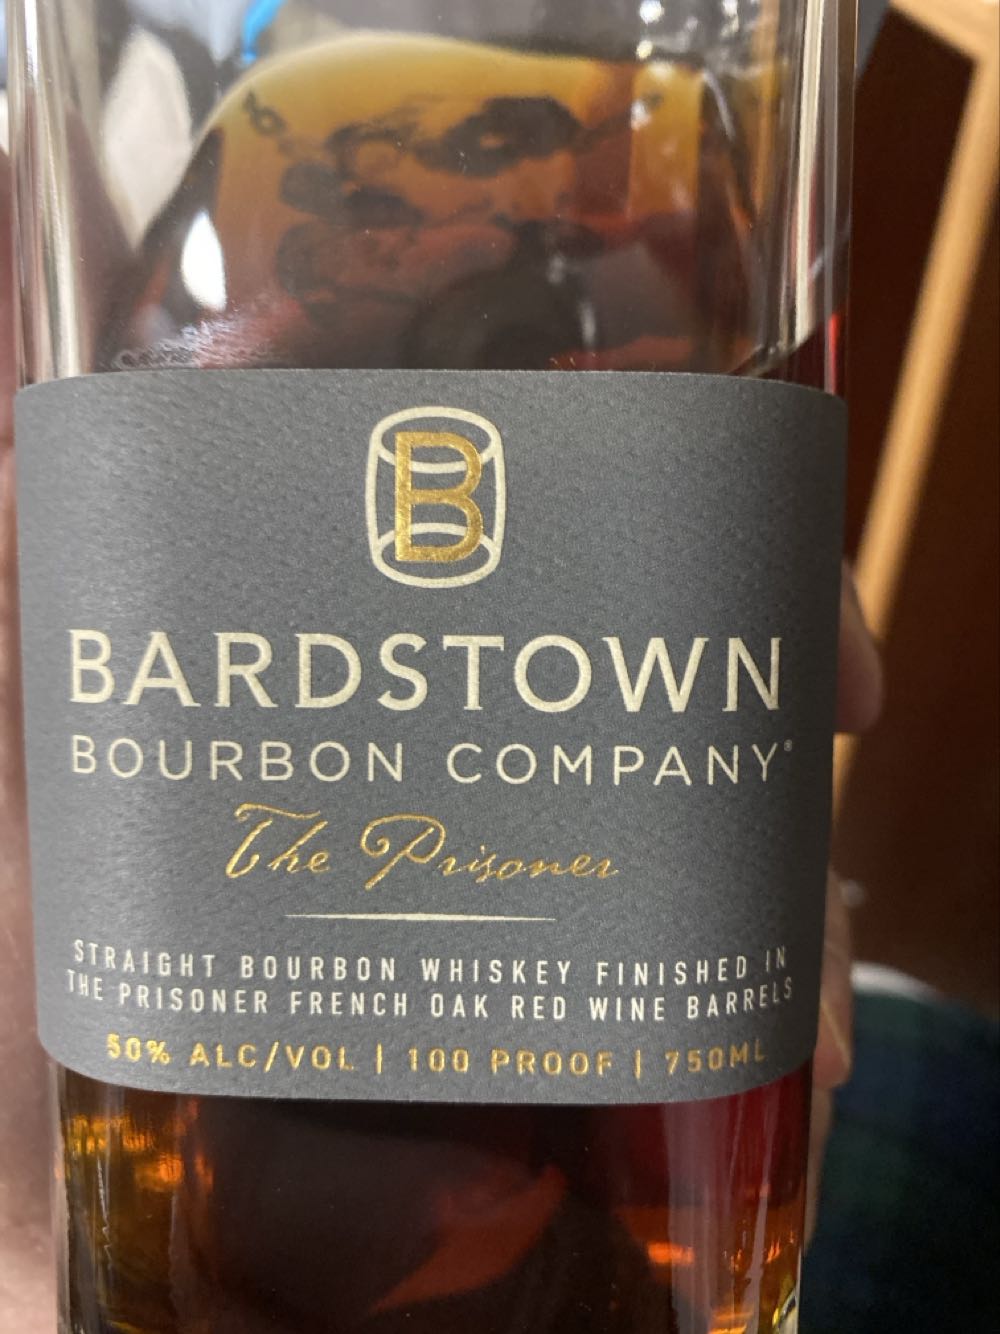 B
BARDSTOWN
BOURBON COMPANY®
The Prisoner
STRAIGHT BOURBON WHISKEY FINISHED IN
THE PRISONER FRENCH OAK RED WINE BARRELS
50% ALC/VOL | 100 PROOF | 750ML